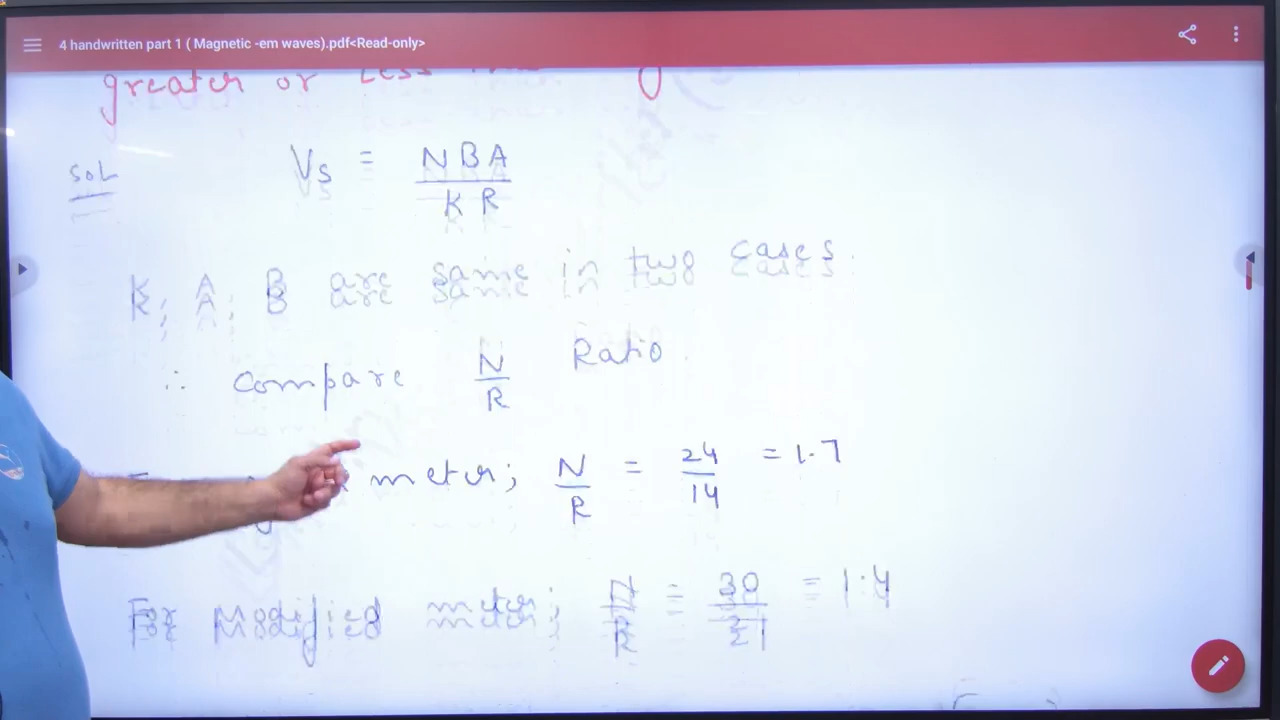 4 handwritten part 1 ( Magnetic -em waves).pdf<Read-only>
greater or Less
Sol Vs = NBA / KR
K, A, B are same in two cases.
∴ Compare N/R Ratio
meter; N/R = 24/14 = 1.7
For Modified meter; N/R = 30/21 = 1.4